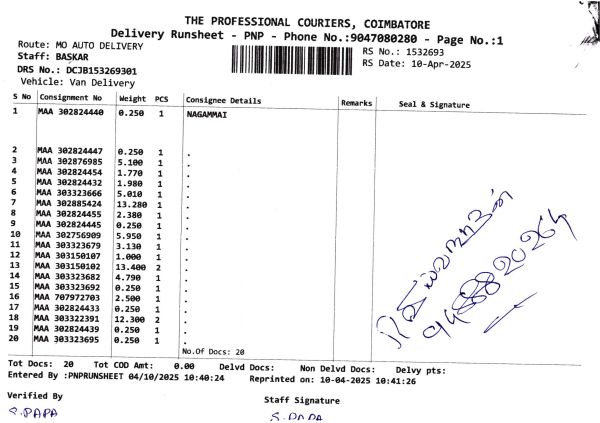 THE PROFESSIONAL COURIERS, COIMBATORE
Delivery Runsheet - PNP - Phone No.:9047080280 - Page No.:1
Route: MO AUTO DELIVERY
RS No.: 1532693
Staff: BASKAR
RS Date: 10-Apr-2025
DRS No.: DCJB153269301
Vehicle: Van Delivery
S No Consignment No Weight PCS Consignee Details Remarks Seal & Signature
1 MAA 302824440 0.250 1 NAGAMMAI
2 MAA 302824447 0.250 1 .
3 MAA 302876985 5.100 1 .
4 MAA 302824454 1.770 1 .
5 MAA 302824432 1.980 1 .
6 MAA 303323666 5.010 1 .
7 MAA 302885424 13.280 1 .
8 MAA 302824455 2.380 1 .
9 MAA 302824445 0.250 1 .
10 MAA 302756909 5.950 1 .
11 MAA 303323679 3.130 1 .
12 MAA 303150107 1.000 1 .
13 MAA 303150102 13.400 2 .
14 MAA 303323682 4.790 1 .
15 MAA 303323692 0.250 1 .
16 MAA 707972703 2.500 1 .
17 MAA 302824433 0.250 1 .
18 MAA 303322391 12.300 2 .
19 MAA 302824439 0.250 1 .
20 MAA 303323695 0.250 1 .
No.Of Docs: 20
Tot Docs: 20 Tot COD Amt: 0.00 Delvd Docs: Non Delvd Docs: Delvy pts:
Entered By :PNPRUNSHEET 04/10/2025 10:40:24 Reprinted on: 10-04-2025 10:41:26
Verified By
Staff Signature
S.PAPA
S.PAPA